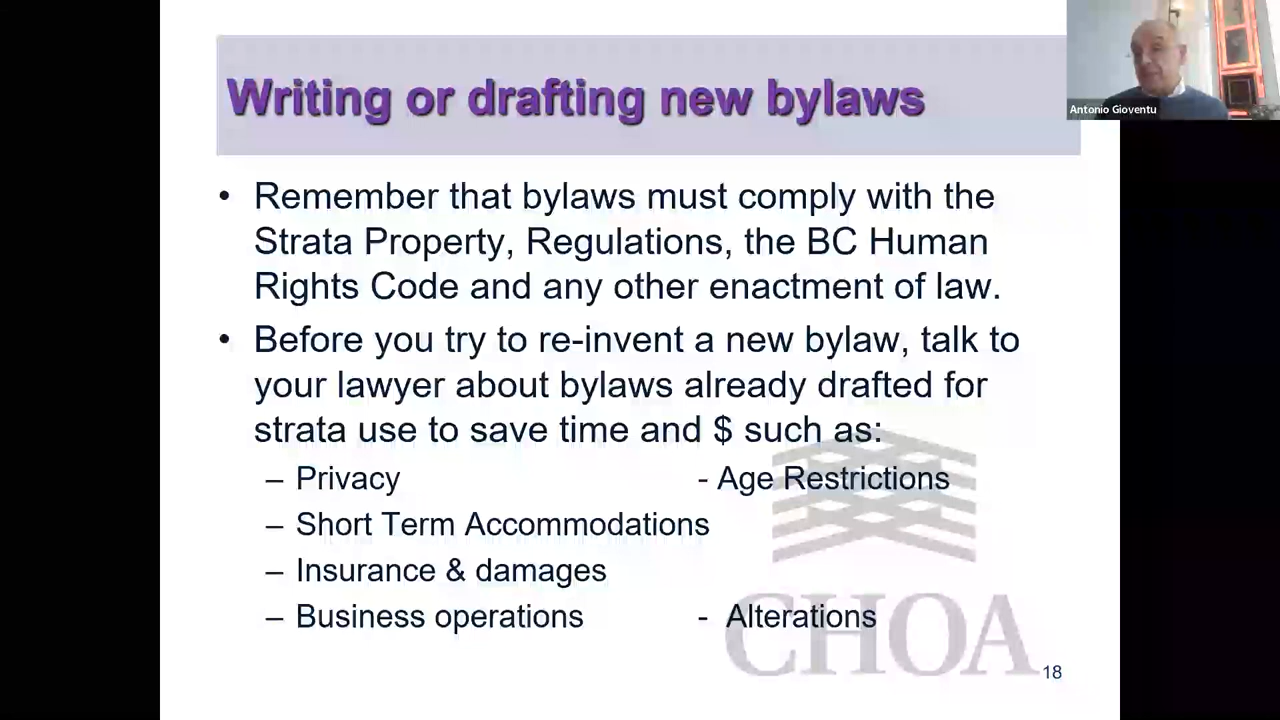 Writing or drafting new bylaws
Antonio Gioventu
• Remember that bylaws must comply with the
Strata Property, Regulations, the BC Human
Rights Code and any other enactment of law.
• Before you try to re-invent a new bylaw, talk to
your lawyer about bylaws already drafted for
strata use to save time and $ such as:
– Privacy - Age Restrictions
– Short Term Accommodations
– Insurance & damages
– Business operations - Alterations
CHOA
18